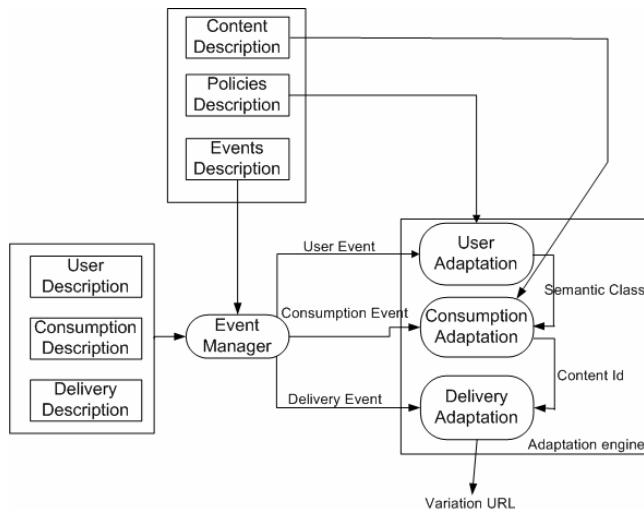 Content
Description
Policies
Description
Events
Description
User
Description
Consumption
Description
Delivery
Description
Event
Manager
User Event
Consumption Event
Delivery Event
User
Adaptation
Semantic Class
Consumption
Adaptation
Content Id
Delivery
Adaptation
Adaptation engine
Variation URL